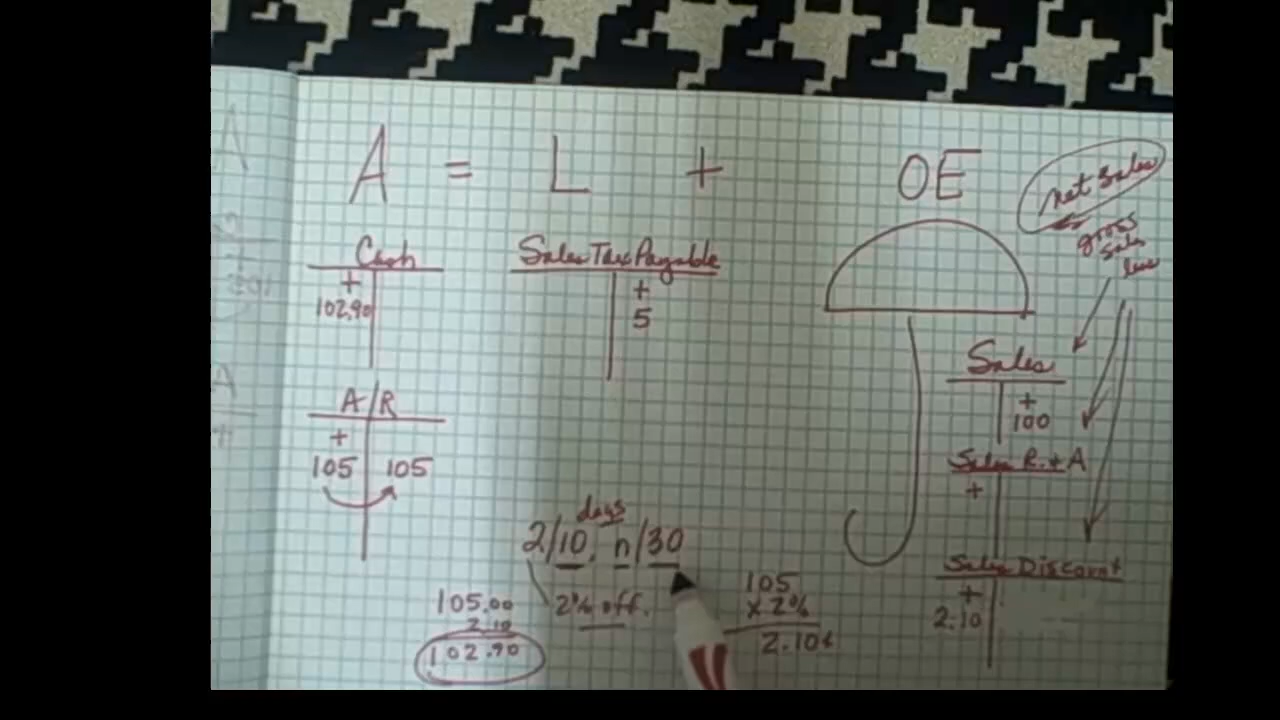 A = L + OE
Net Sales
gross
Sales
less
Cash
+
102.90
Sales Tax Payable
+
5
Sales
+
100
A/R
+
105 105
Sales R. + A
+
days
2/10, n/30
2% off.
105.00
2.10
102.90
105
x 2%
2.10¢
Sales Discount
+
2.10